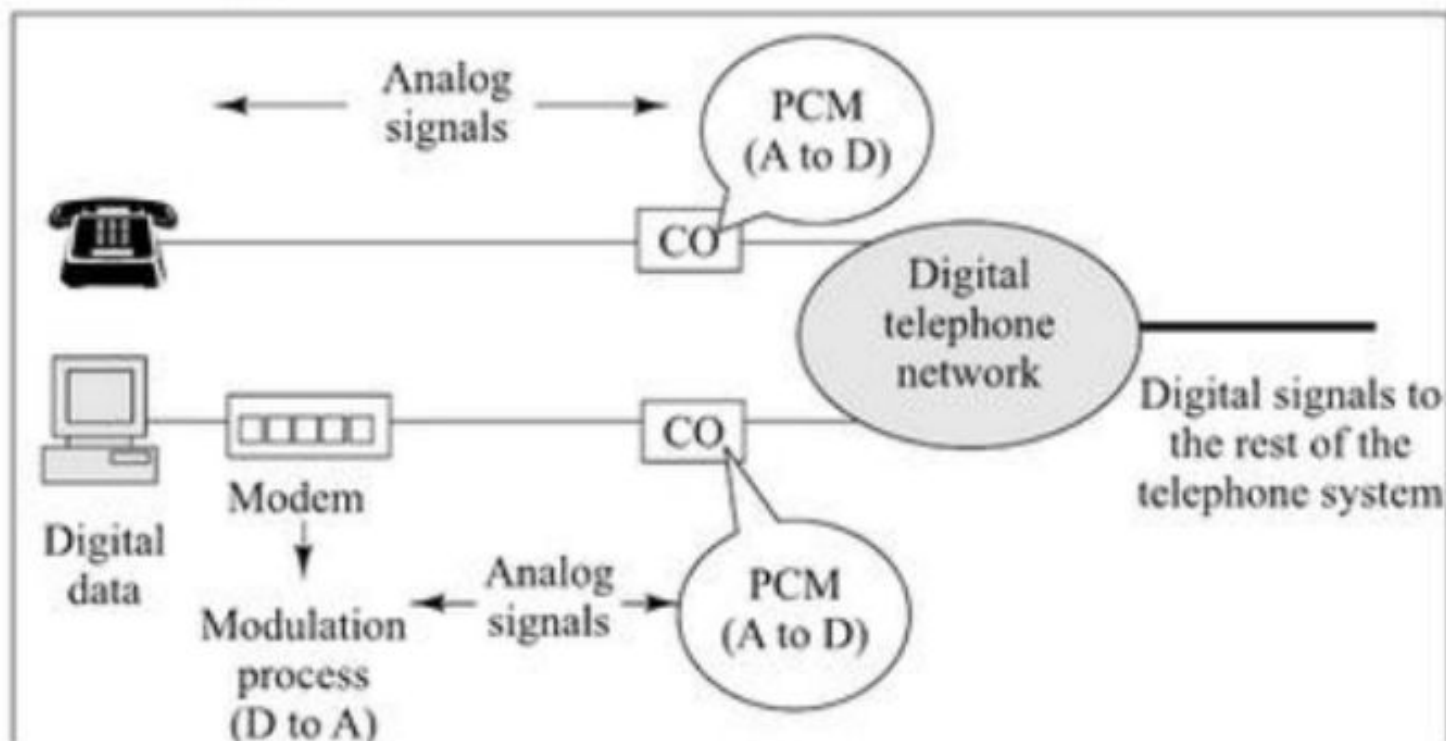 Analog
signals
PCM
(A to D)
CO
Digital
telephone
network
Digital signals to
the rest of the
telephone system
CO
Modem
Digital
data
Modulation
process
(D to A)
Analog
signals
PCM
(A to D)